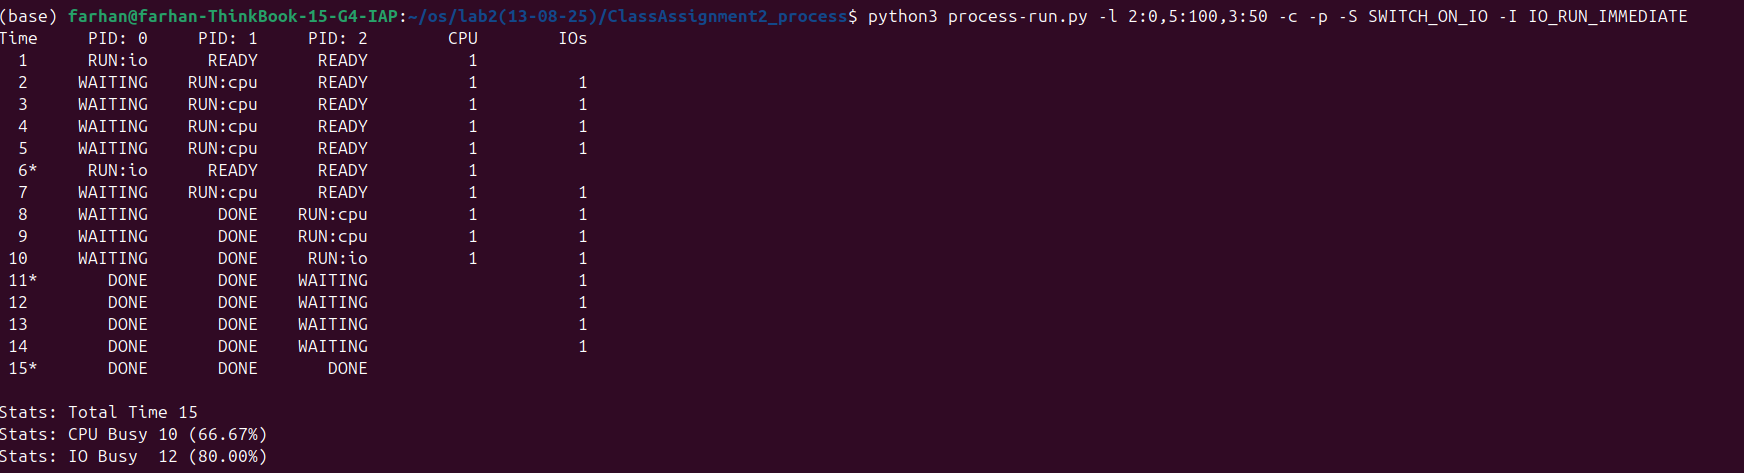 (base) farhan@farhan-ThinkBook-15-G4-IAP:~/os/lab2(13-08-25)/ClassAssignment2_process$ python3 process-run.py -l 2:0,5:100,3:50 -c -p -S SWITCH_ON_IO -I IO_RUN_IMMEDIATE
Time PID: 0 PID: 1 PID: 2 CPU IOs
1 RUN:io READY READY 1
2 WAITING RUN:cpu READY 1 1
3 WAITING RUN:cpu READY 1 1
4 WAITING RUN:cpu READY 1 1
5 WAITING RUN:cpu READY 1 1
6* RUN:io READY READY 1
7 WAITING RUN:cpu READY 1 1
8 WAITING DONE RUN:cpu 1 1
9 WAITING DONE RUN:cpu 1 1
10 WAITING DONE RUN:io 1 1
11* DONE DONE WAITING 1
12 DONE DONE WAITING 1
13 DONE DONE WAITING 1
14 DONE DONE WAITING 1
15* DONE DONE DONE
Stats: Total Time 15
Stats: CPU Busy 10 (66.67%)
Stats: IO Busy 12 (80.00%)